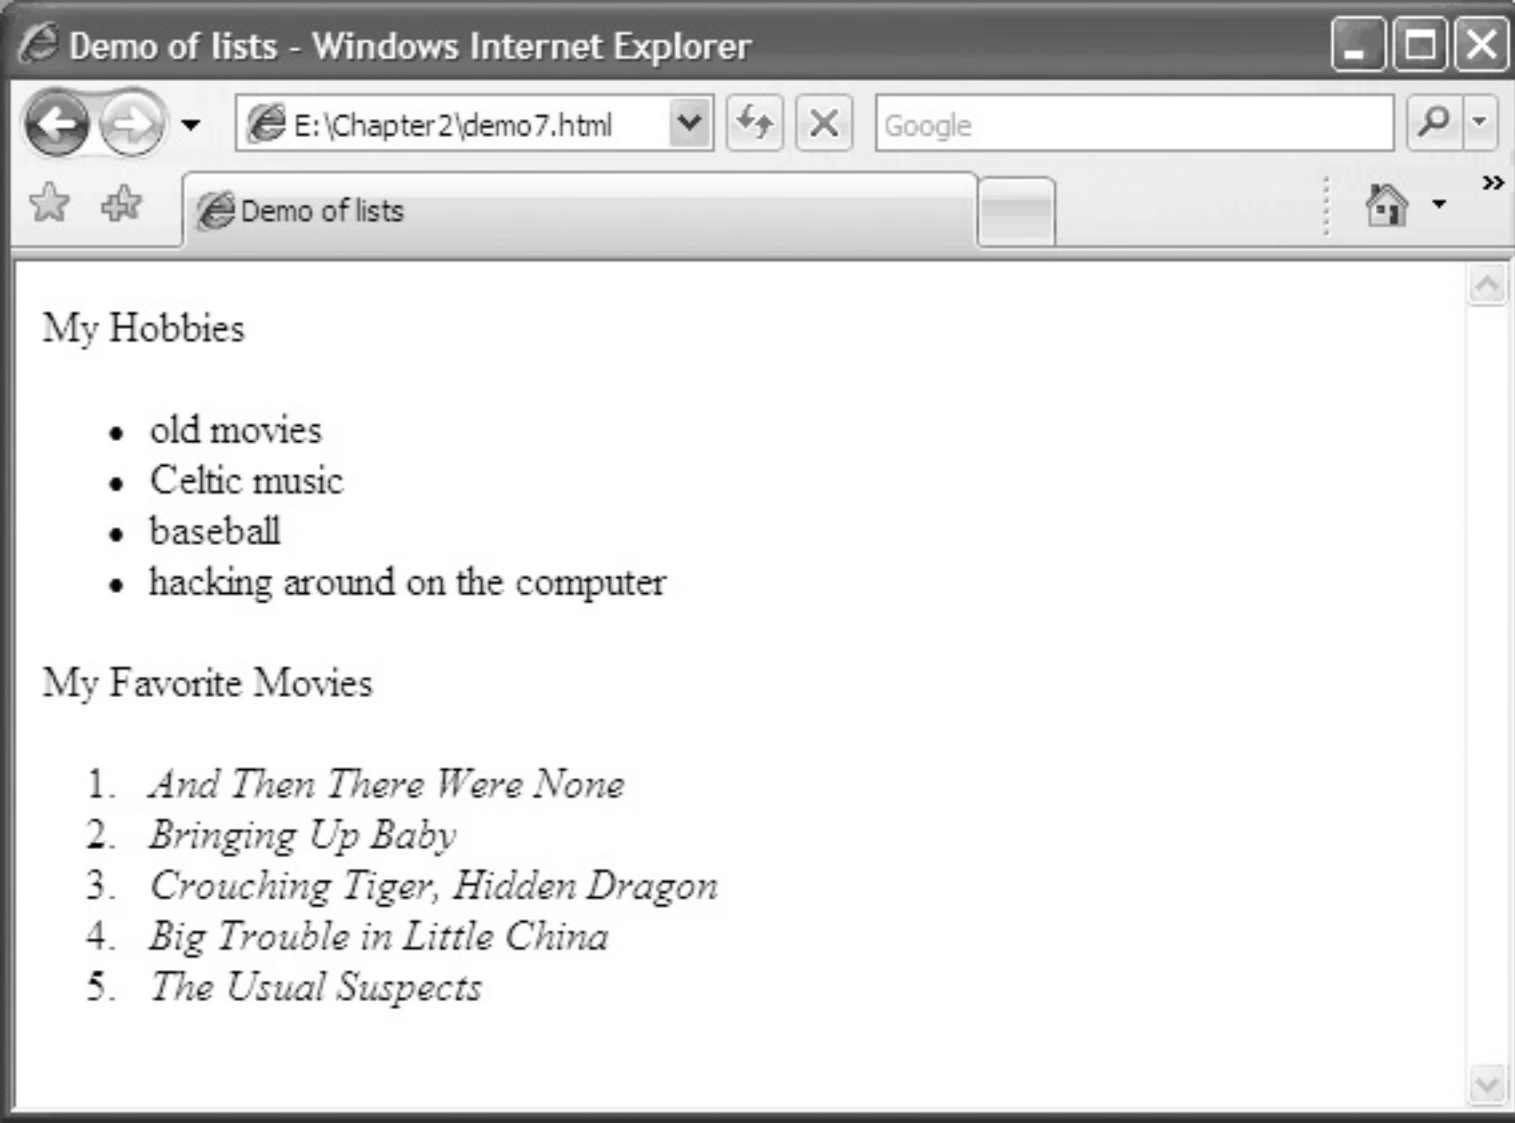 Demo of lists - Windows Internet Explorer
E:\Chapter2\demo7.html
Google
Demo of lists
My Hobbies
• old movies
• Celtic music
• baseball
• hacking around on the computer
My Favorite Movies
1. And Then There Were None
2. Bringing Up Baby
3. Crouching Tiger, Hidden Dragon
4. Big Trouble in Little China
5. The Usual Suspects